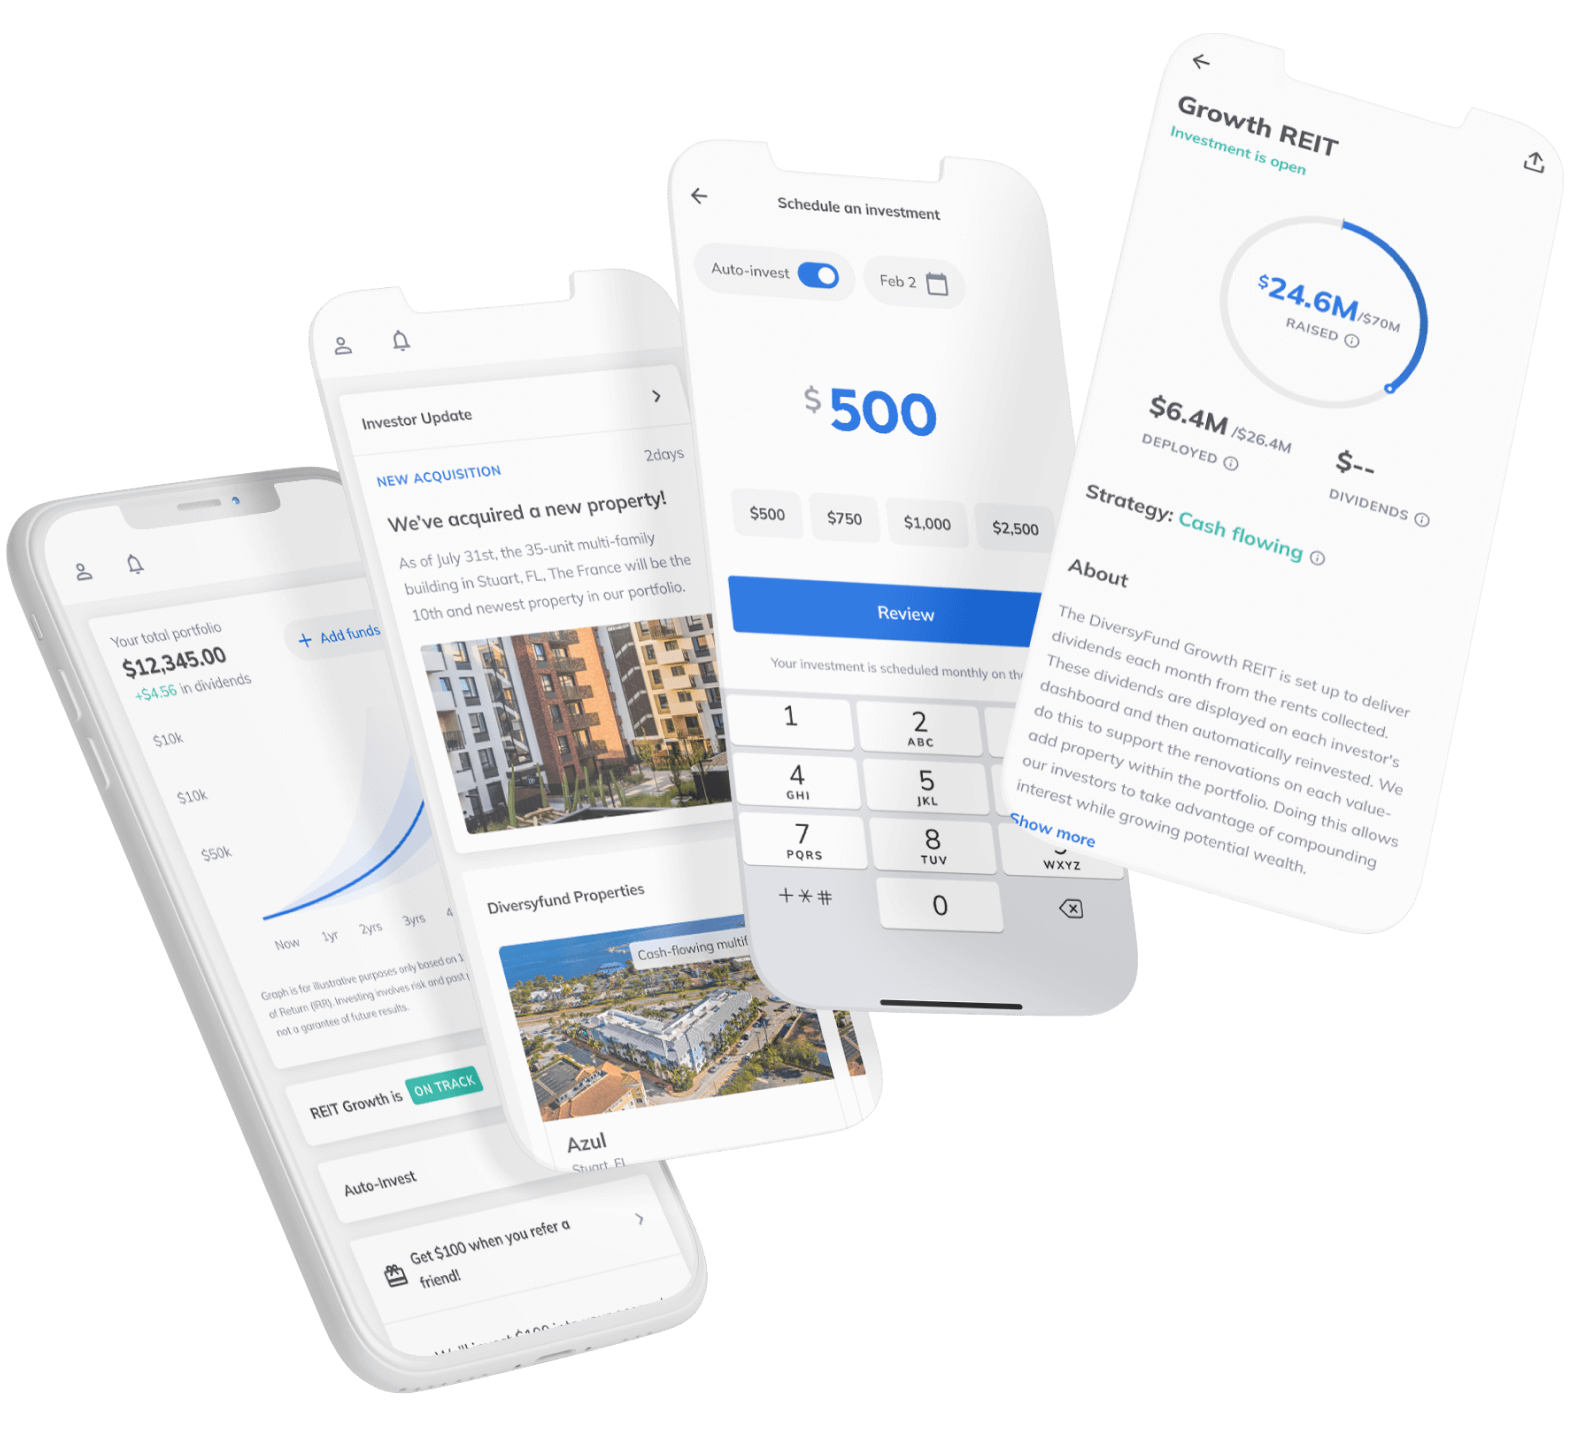 Your total portfolio
$12,345.00
+$4.56 in dividends
+ Add funds
$10k
$10k
$50k
Now 1yr 2yrs 3yrs 4
Graph is for illustrative purposes only based on 1
of Return (IRR). Investing involves risk and past
not a garantee of future results.
REIT Growth is ON TRACK
Auto-Invest
Get $100 when you refer a
friend!
Investor Update
NEW ACQUISITION 2days
We've acquired a new property!
As of July 31st, the 35-unit multi-family
building in Stuart, FL, The France will be the
10th and newest property in our portfolio.
Diversyfund Properties
Cash-flowing multif
Azul
Stuart, FL
Schedule an investment
Auto-invest
Feb 2
$500
$500 $750 $1,000 $2,500
Review
Your investment is scheduled monthly on the
1
2
ABC
4
GHI
5
JKL
7
PQRS
8
TUV
WXYZ
+*#
0
Growth REIT
Investment is open
$24.6M/$70M
RAISED
$6.4M /$26.4M
DEPLOYED
$--
DIVIDENDS
Strategy: Cash flowing
About
The DiversyFund Growth REIT is set up to deliver
dividends each month from the rents collected.
These dividends are displayed on each investor's
dashboard and then automatically reinvested. We
do this to support the renovations on each value-
add property within the portfolio. Doing this allows
our investors to take advantage of compounding
interest while growing potential wealth.
Show more